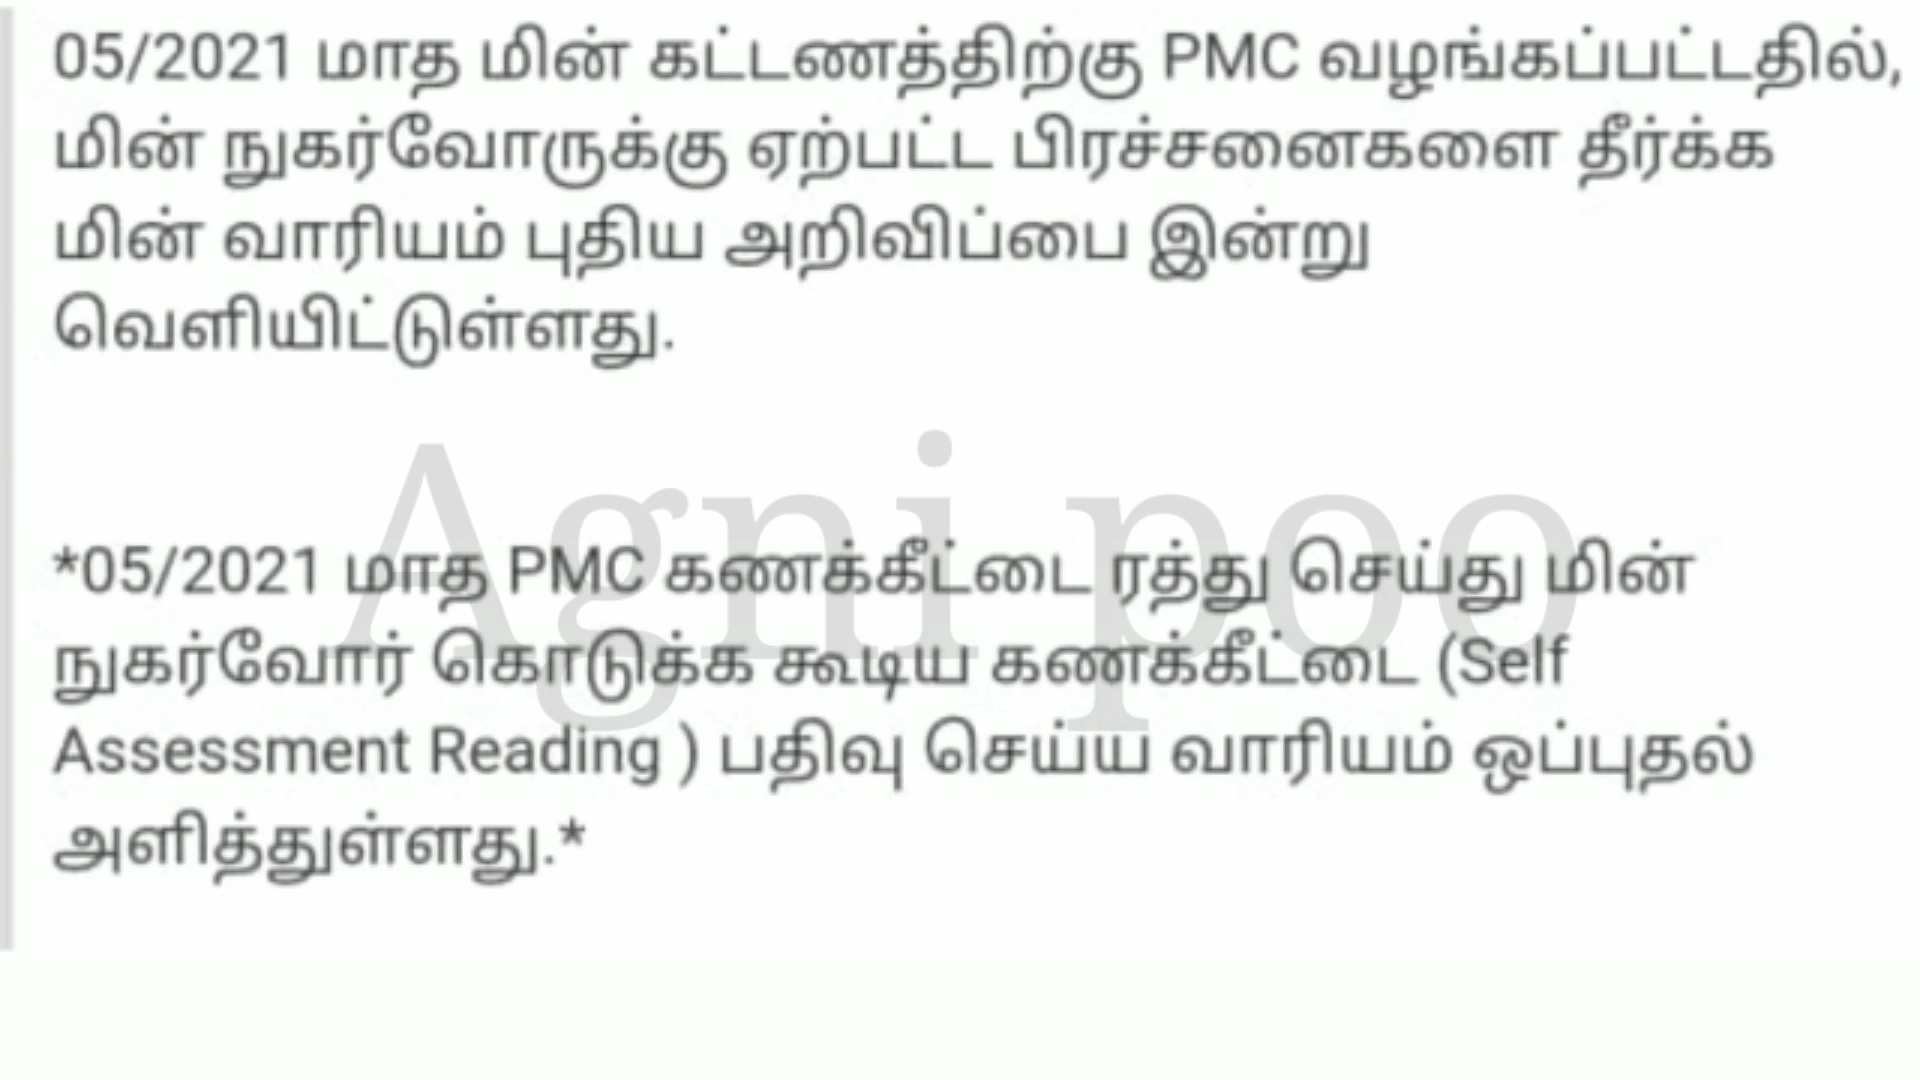 05/2021 மாத மின் கட்டணத்திற்கு PMC வழங்கப்பட்டதில்,
மின் நுகர்வோருக்கு ஏற்பட்ட பிரச்சனைகளை தீர்க்க
மின் வாரியம் புதிய அறிவிப்பை இன்று
வெளியிட்டுள்ளது.
Agni poo
*05/2021 மாத PMC கணக்கீட்டை ரத்து செய்து மின்
நுகர்வோர் கொடுக்க கூடிய கணக்கீட்டை (Self
Assessment Reading ) பதிவு செய்ய வாரியம் ஒப்புதல்
அளித்துள்ளது.*